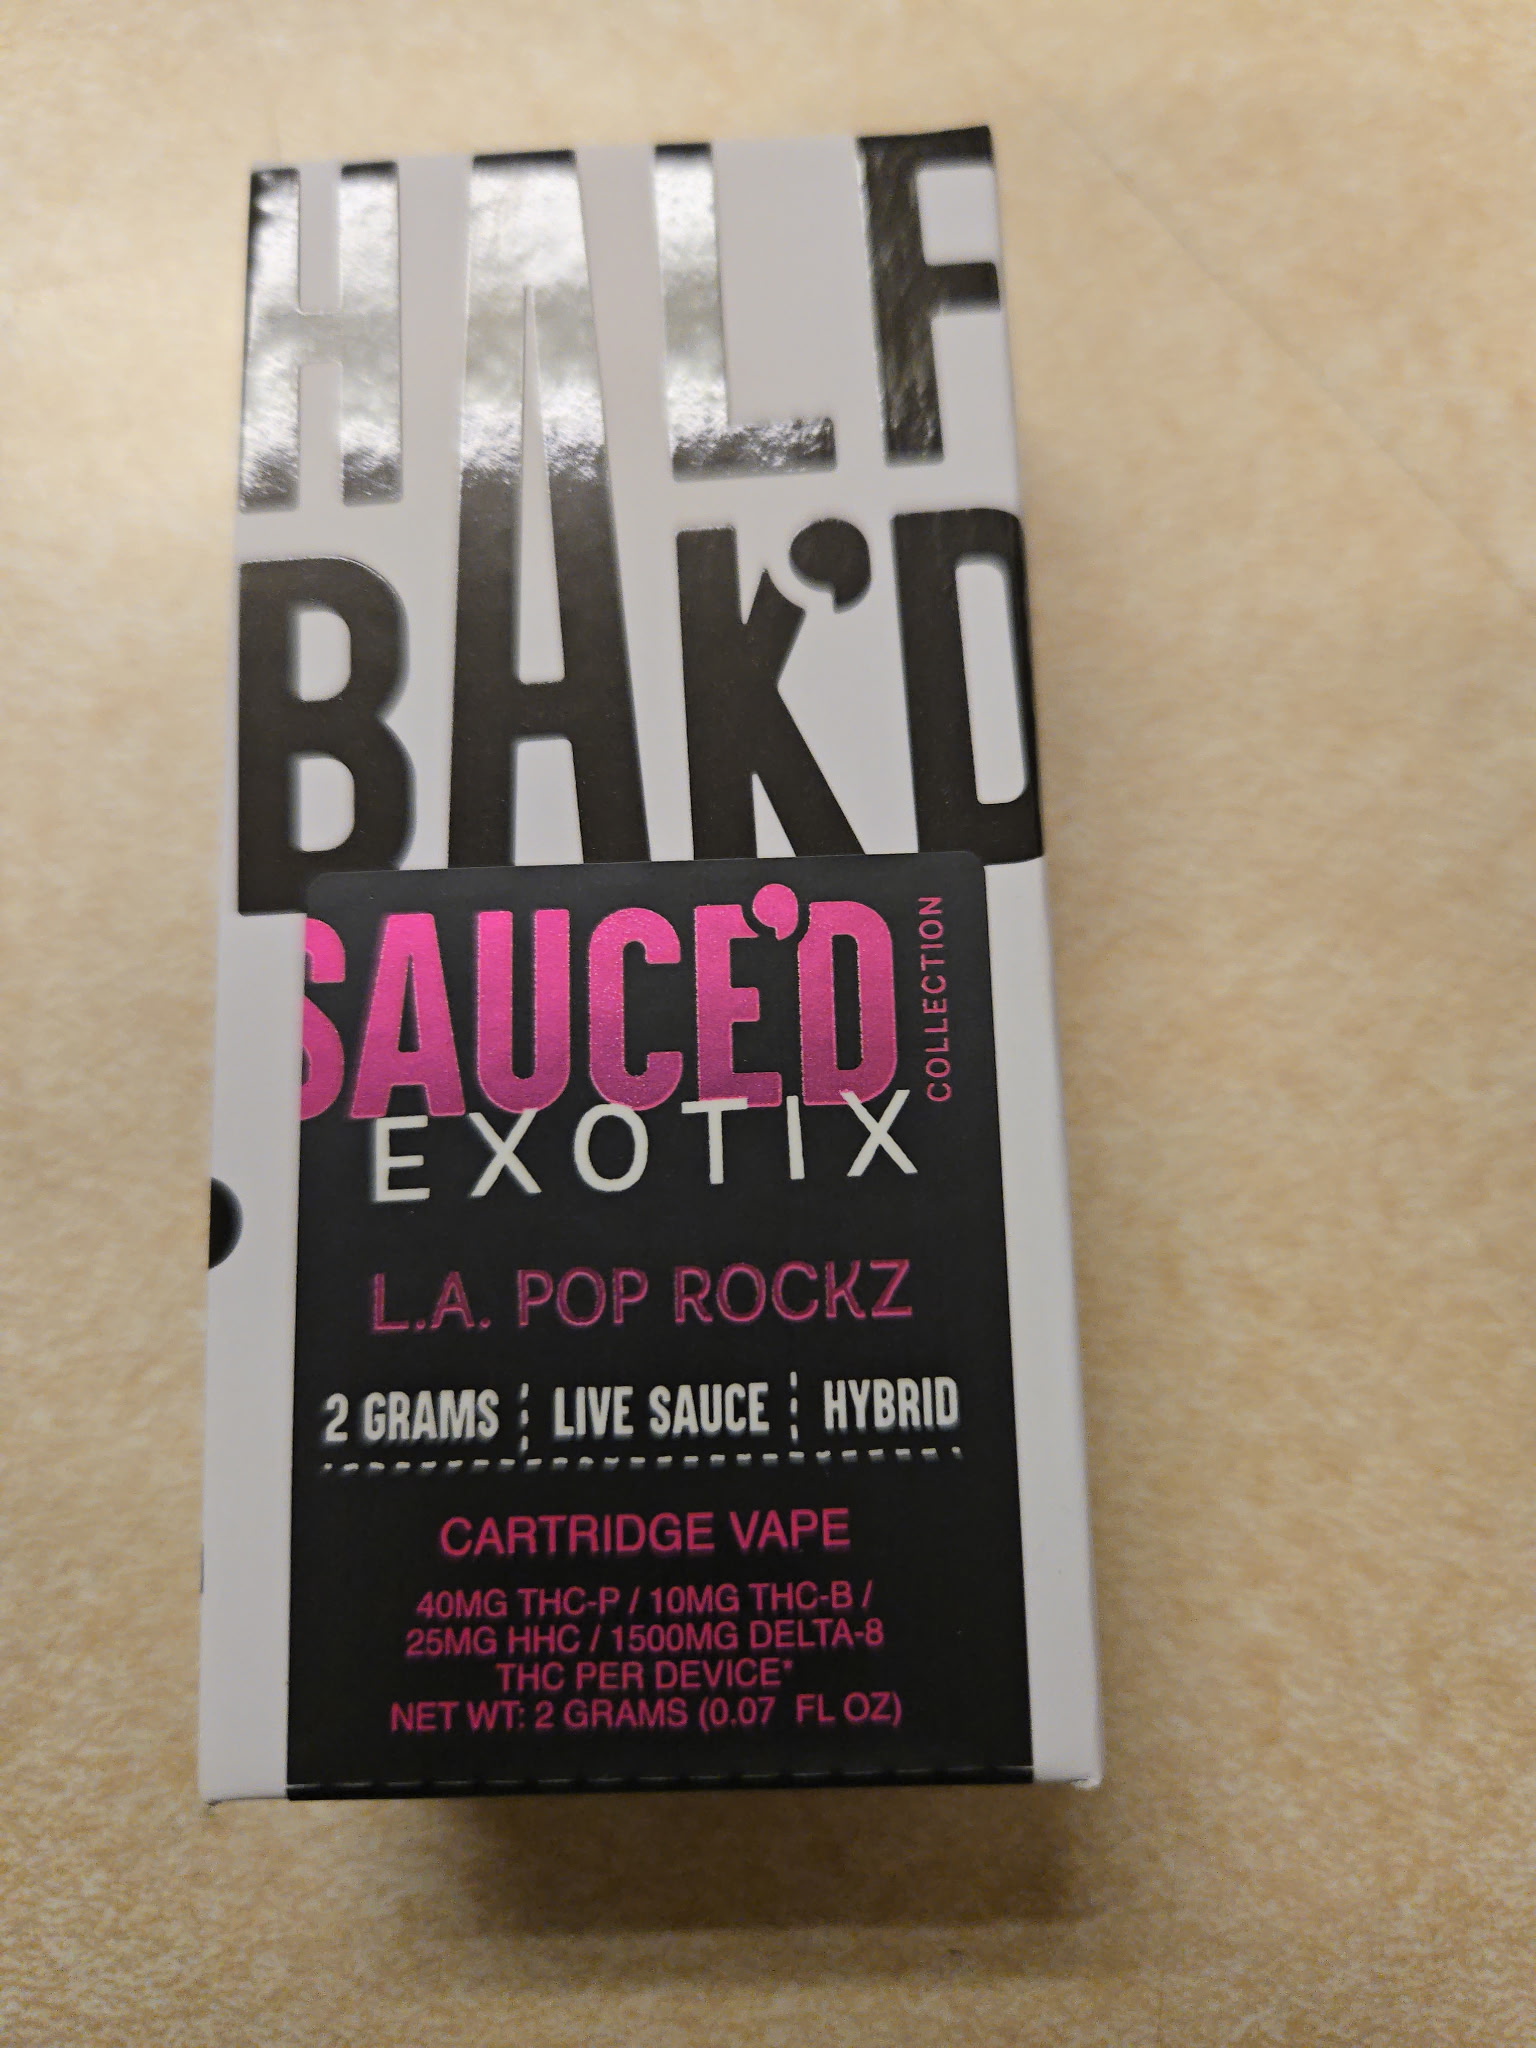 HALF
BAK'D
SAUCE'D
COLLECTION
EXOTIX
L.A. POP ROCKZ
2 GRAMS ¦ LIVE SAUCE ¦ HYBRID
CARTRIDGE VAPE
40MG THC-P / 10MG THC-B /
25MG HHC / 1500MG DELTA-8
THC PER DEVICE*
NET WT: 2 GRAMS (0.07 FL OZ)